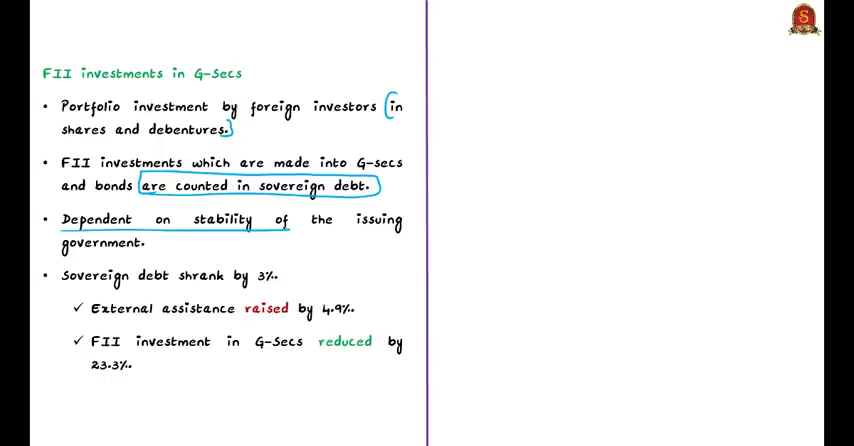 FII investments in G-Secs
• Portfolio investment by foreign investors (in
shares and debentures.)
• FII investments which are made into G-secs
and bonds are counted in sovereign debt.
• Dependent on stability of the issuing
government.
• Sovereign debt shrank by 3%.
✓ External assistance raised by 4.9%.
✓ FII investment in G-Secs reduced by
23.3%.
S